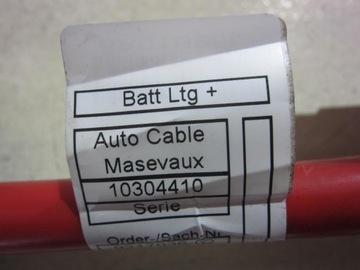 Batt Ltg +
Auto Cable
Masevaux
10304410
Serie
Order-/Sach-Nr